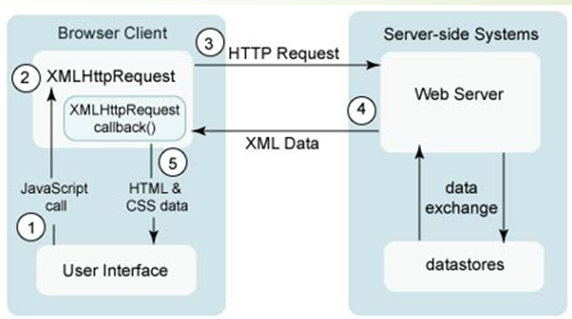 Browser Client
Server-side Systems
3
HTTP Request
2
XMLHttpRequest
XMLHttpRequest
callback()
Web Server
4
XML Data
5
JavaScript
call
HTML &
CSS data
data
exchange
1
User Interface
datastores